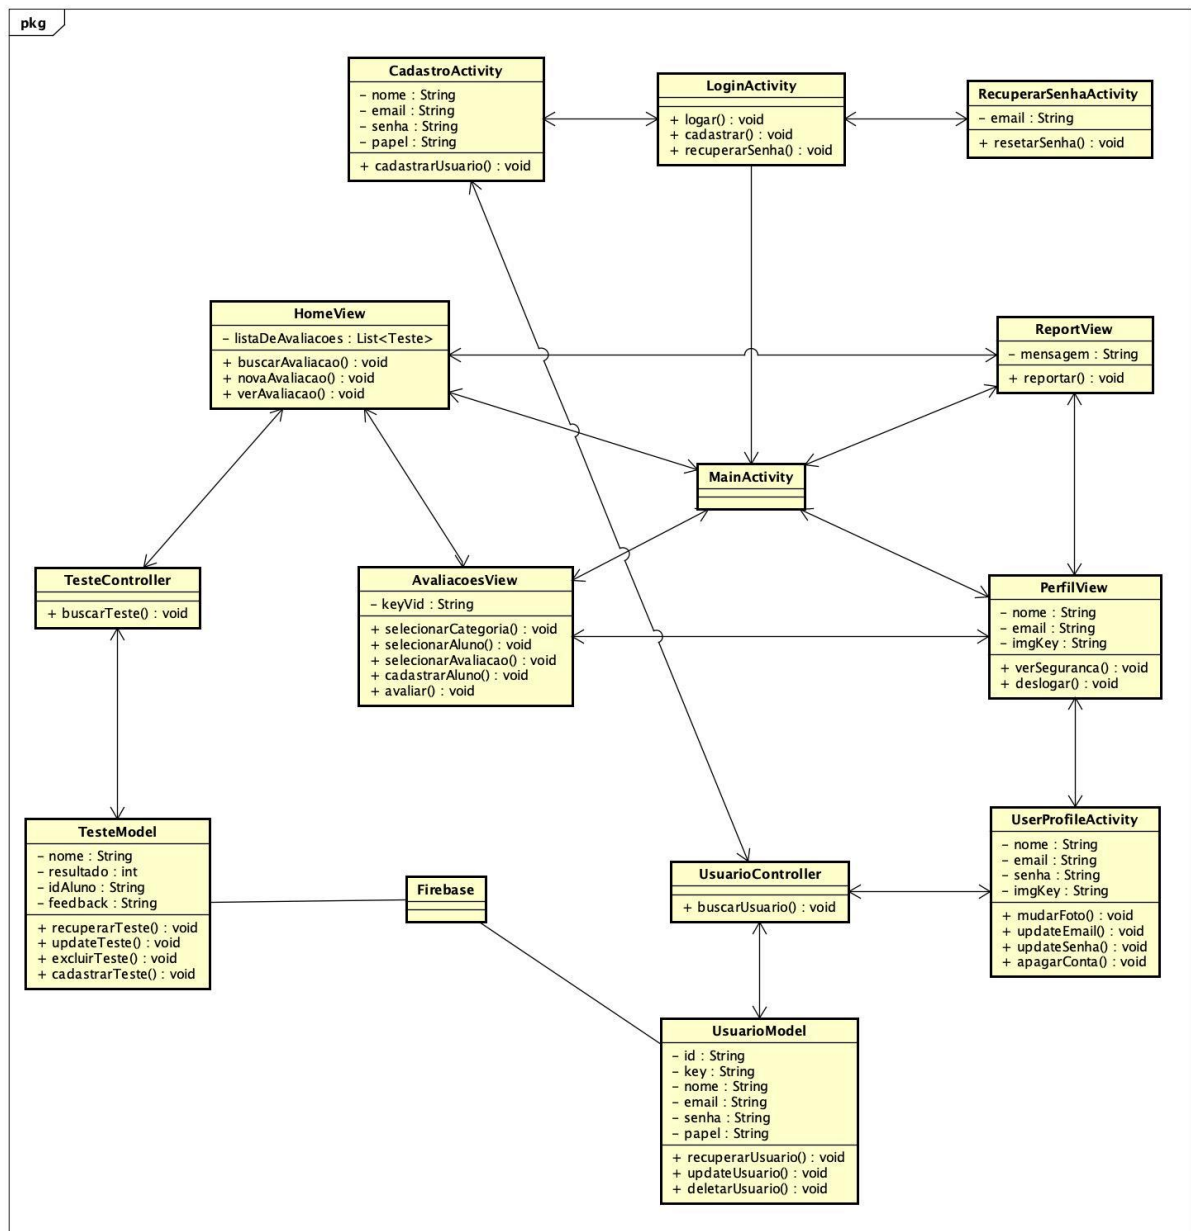 pkg
CadastroActivity
– nome : String
– email : String
– senha : String
– papel : String
+ cadastrarUsuario() : void
LoginActivity
+ logar() : void
+ cadastrar() : void
+ recuperarSenha() : void
RecuperarSenhaActivity
– email : String
+ resetarSenha() : void
HomeView
– listaDeAvaliacoes : List<Teste>
+ buscarAvaliacao() : void
+ novaAvaliacao() : void
+ verAvaliacao() : void
ReportView
– mensagem : String
+ reportar() : void
MainActivity
TesteController
+ buscarTeste() : void
AvaliacoesView
– keyVid : String
+ selecionarCategoria() : void
+ selecionarAluno() : void
+ selecionarAvaliacao() : void
+ cadastrarAluno() : void
+ avaliar() : void
PerfilView
– nome : String
– email : String
– imgKey : String
+ verSeguranca() : void
+ deslogar() : void
TesteModel
– nome : String
– resultado : int
– idAluno : String
– feedback : String
+ recuperarTeste() : void
+ updateTeste() : void
+ excluirTeste() : void
+ cadastrarTeste() : void
Firebase
UsuarioController
+ buscarUsuario() : void
UserProfileActivity
– nome : String
– email : String
– senha : String
– imgKey : String
+ mudarFoto() : void
+ updateEmail() : void
+ updateSenha() : void
+ apagarConta() : void
UsuarioModel
– id : String
– key : String
– nome : String
– email : String
– senha : String
– papel : String
+ recuperarUsuario() : void
+ updateUsuario() : void
+ deletarUsuario() : void